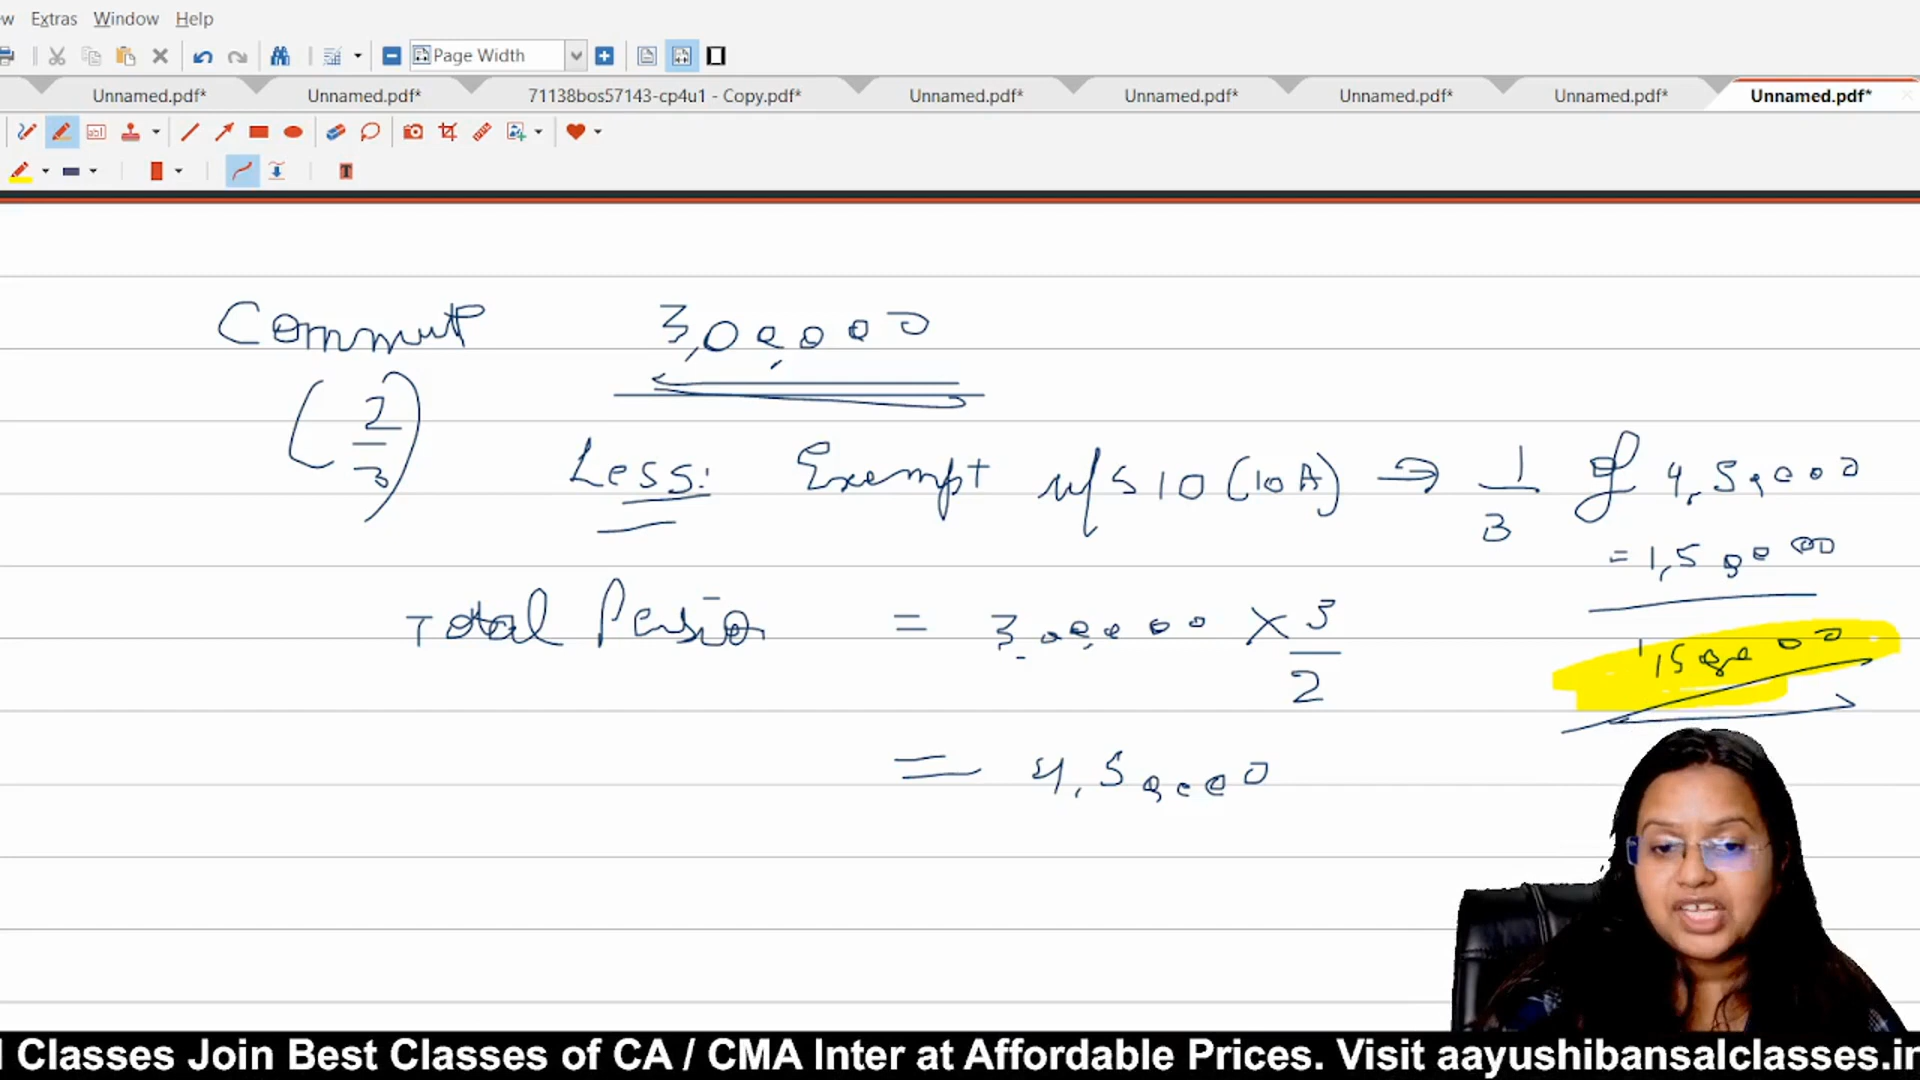 w Extras Window Help
Page Width
Unnamed.pdf* Unnamed.pdf* 71138bos57143-cp4u1 - Copy.pdf* Unnamed.pdf* Unnamed.pdf* Unnamed.pdf* Unnamed.pdf* Unnamed.pdf*
Commut 3,00,000
(2/3)
Less: Exempt u/s 10(10A) ⇒ 1/3 of 4,50,000
= 1,50,000
Total Pension = 3,00,000 × 3/2
1,50,000
= 4,50,000
l Classes Join Best Classes of CA / CMA Inter at Affordable Prices. Visit aayushibansalclasses.in